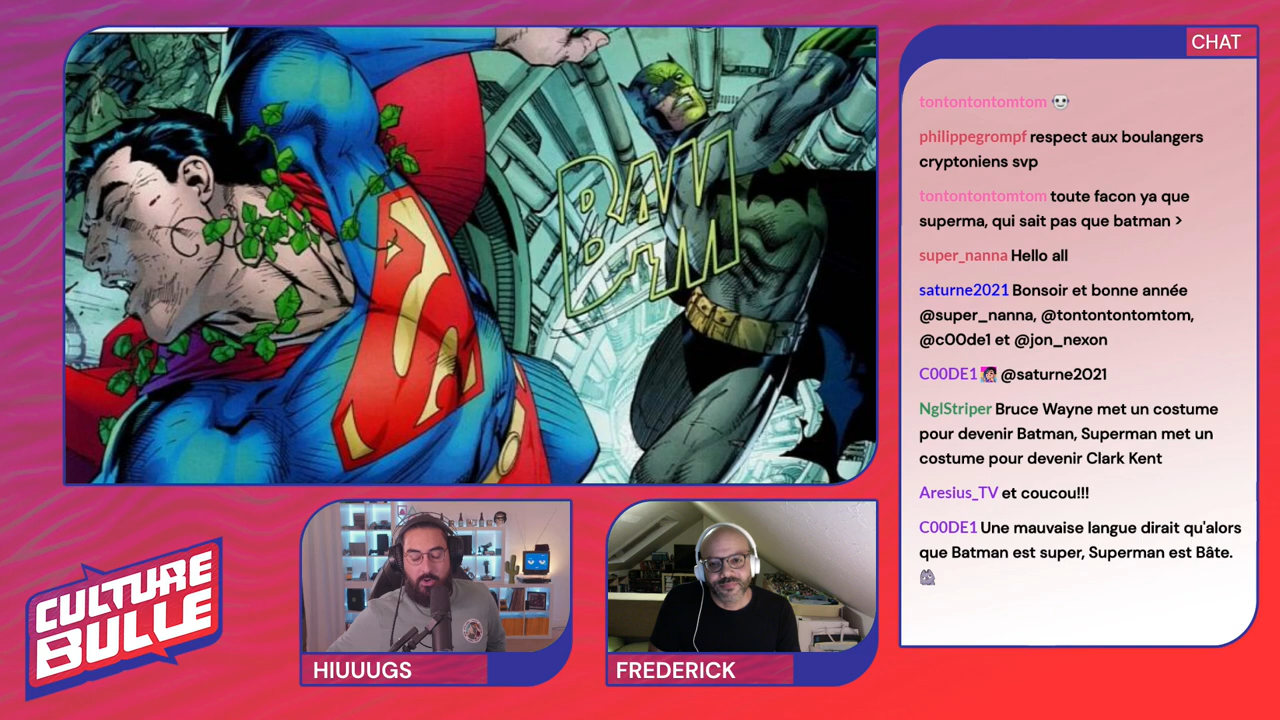 CHAT
BAM
BAM
tontontontomtom
philippegrompf respect aux boulangers
cryptoniens svp
tontontontomtom toute facon ya que
superma, qui sait pas que batman >
super_nanna Hello all
saturne2021 Bonsoir et bonne année
@super_nanna, @tontontontomtom,
@c00de1 et @jon_nexon
C00DE1 @saturne2021
NglStriper Bruce Wayne met un costume
pour devenir Batman, Superman met un
costume pour devenir Clark Kent
Aresius_TV et coucou!!!
C00DE1 Une mauvaise langue dirait qu'alors
que Batman est super, Superman est Bâte.
CULTURE
BULLE
HIUUUGS
FREDERICK